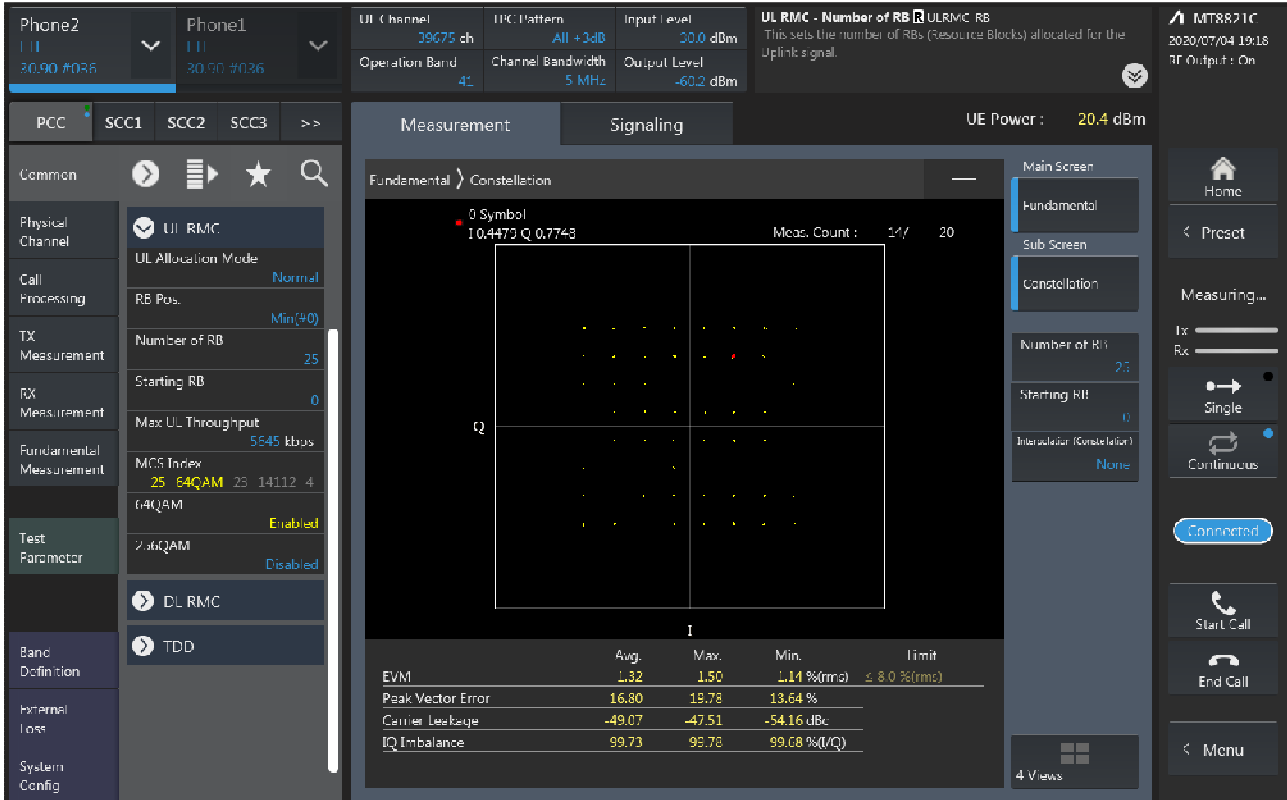 Phone2
LTE
30.90 #036
Phone1
LTE
30.90 #036
UL Channel
39675 ch
TPC Pattern
All +3dB
Input Level
30.0 dBm
Operation Band
41
Channel Bandwidth
5 MHz
Output Level
-60.2 dBm
UL RMC - Number of RB R ULRMC_RB
This sets the number of RBs (Resource Blocks) allocated for the
Uplink signal.
MT8821C
2020/07/04 19:18
RF Output : On
PCC
SCC1
SCC2
SCC3
>>
Measurement
Signaling
UE Power : 20.4 dBm
Common
Physical
Channel
Call
Processing
TX
Measurement
RX
Measurement
Fundamental
Measurement
Test
Parameter
Band
Definition
External
Loss
System
Config
UL RMC
UL Allocation Mode
Normal
RB Pos.
Min(#0)
Number of RB
25
Starting RB
0
Max UL Throughput
5645 kbps
MCS Index
25 64QAM 23 14112 4
64QAM
Enabled
256QAM
Disabled
DL RMC
TDD
Fundamental
Constellation
0 Symbol
I 0.4479 Q 0.7748
Meas. Count : 14/ 20
Q
I
Avg. Max. Min. Limit
EVM 1.32 1.50 1.14 %(rms) ≤ 8.0 %(rms)
Peak Vector Error 16.80 19.78 13.64 %
Carrier Leakage -49.07 -47.51 -54.16 dBc
IQ Imbalance 99.73 99.78 99.68 %(I/Q)
Main Screen
Fundamental
Sub Screen
Constellation
Number of RB
25
Starting RB
0
Interpolation (Constellation)
None
4 Views
Home
< Preset
Measuring...
Tx
Rx
Single
Continuous
Connected
Start Call
End Call
< Menu